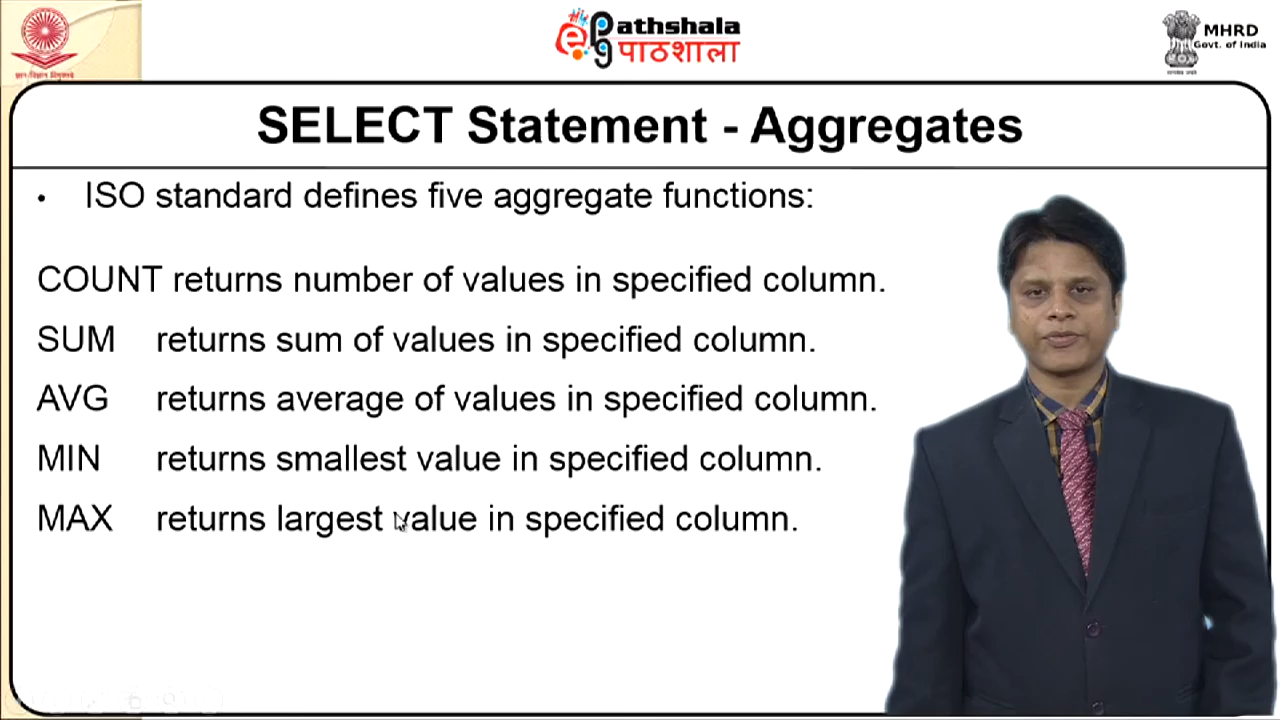 ज्ञान-विज्ञान विमुक्तये
ePathshala
पाठशाला
MHRD
Govt. of India
SELECT Statement - Aggregates
• ISO standard defines five aggregate functions:
COUNT returns number of values in specified column.
SUM returns sum of values in specified column.
AVG returns average of values in specified column.
MIN returns smallest value in specified column.
MAX returns largest value in specified column.